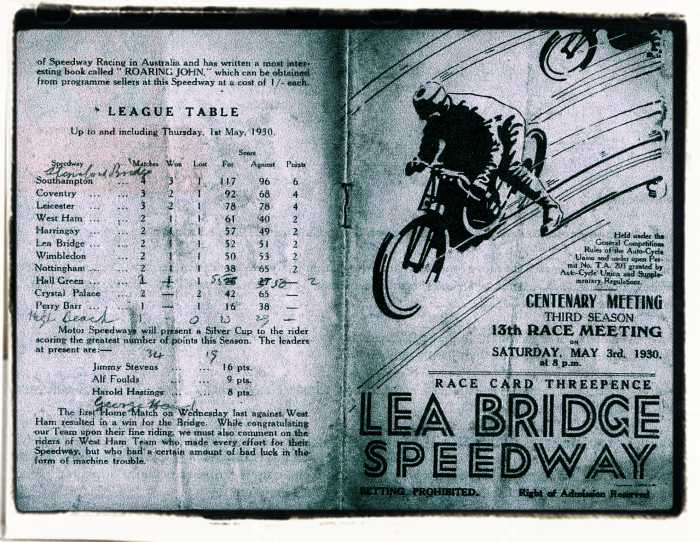 of Speedway Racing in Australia and has written a most inter-
esting book called "ROARING JOHN," which can be obtained
from programme sellers at this Speedway at a cost of 1/- each.
LEAGUE TABLE
Up to and including Thursday, 1st May, 1930.
Score
Speedway Matches Won Lost For Against Points
Stamford Bridge
Southampton ... 3 1 117 96 6
Coventry ... 3 2 1 92 68 4
Leicester ... 3 2 1 78 78 4
West Ham ... 2 1 1 61 40 2
Harringay ... 2 1 1 57 49 2
Lea Bridge ... 2 1 1 52 51 2
Wimbledon ... 2 1 1 50 53 2
Nottingham ... 2 1 1 38 65 2
Hall Green ... — 2
Crystal Palace ... 2 — 2 42 65 —
Perry Barr ... 1 — 1 16 38 —
Beach 1 0 23 —
Motor Speedways will present a Silver Cup to the rider
scoring the greatest number of points this Season. The leaders
at present are:—
34 19
Jimmy Stevens ... ... 16 pts.
Alf Foulds ... ... 9 pts.
Harold Hastings ... ... 8 pts.
George
The first Home Match on Wednesday last against West
Ham resulted in a win for the Bridge. While congratulating
our Team upon their fine riding, we must also comment on the
riders of West Ham Team who made every effort for their
Speedway, but who had a certain amount of bad luck in the
form of machine trouble.
Held under the
General Competition
Rules of the Auto-Cycle
Union and under open Per-
mit No. T.A. 205 granted by
Auto-Cycle Union and Supple-
mentary Regulations.
CENTENARY MEETING
THIRD SEASON
13th RACE MEETING
ON
SATURDAY, MAY 3rd, 1930.
at 8 p.m.
RACE CARD THREEPENCE
LEA BRIDGE
SPEEDWAY
BETTING PROHIBITED. Right of Admission Reserved